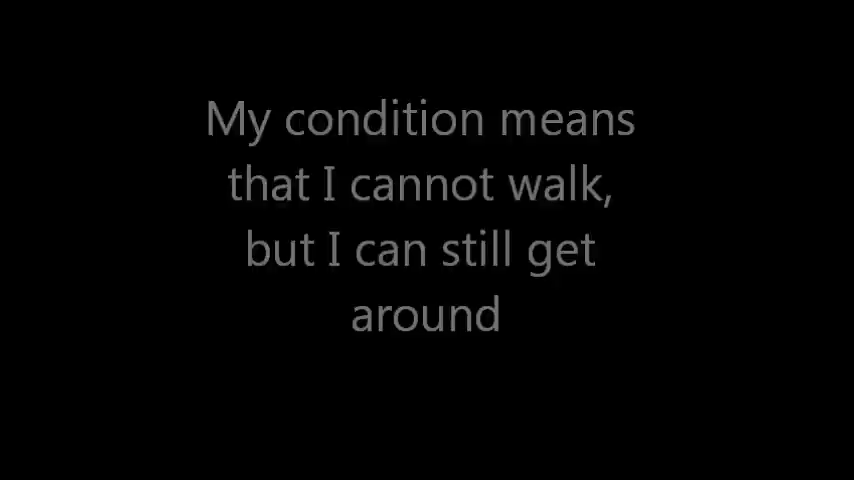 My condition means
that I cannot walk,
but I can still get
around